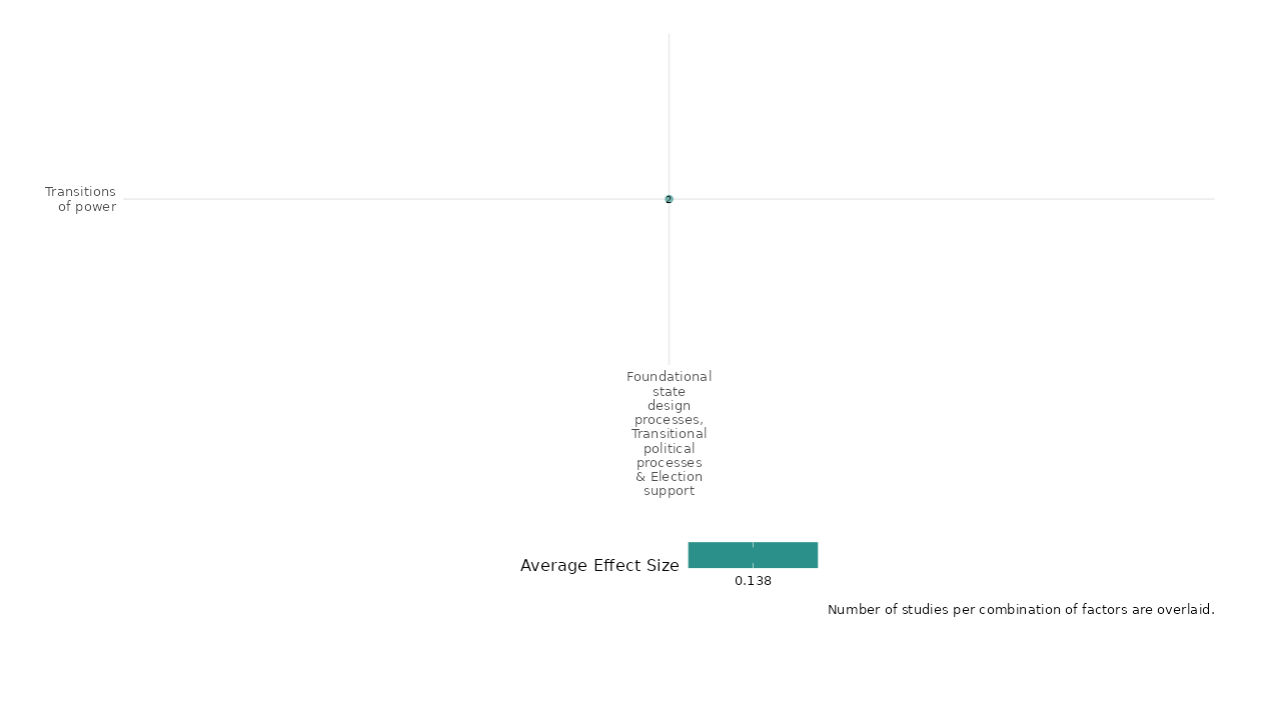 Transitions
of power
2
Foundational
state
design
processes,
Transitional
political
processes
& Election
support
Average Effect Size
0.138
Number of studies per combination of factors are overlaid.